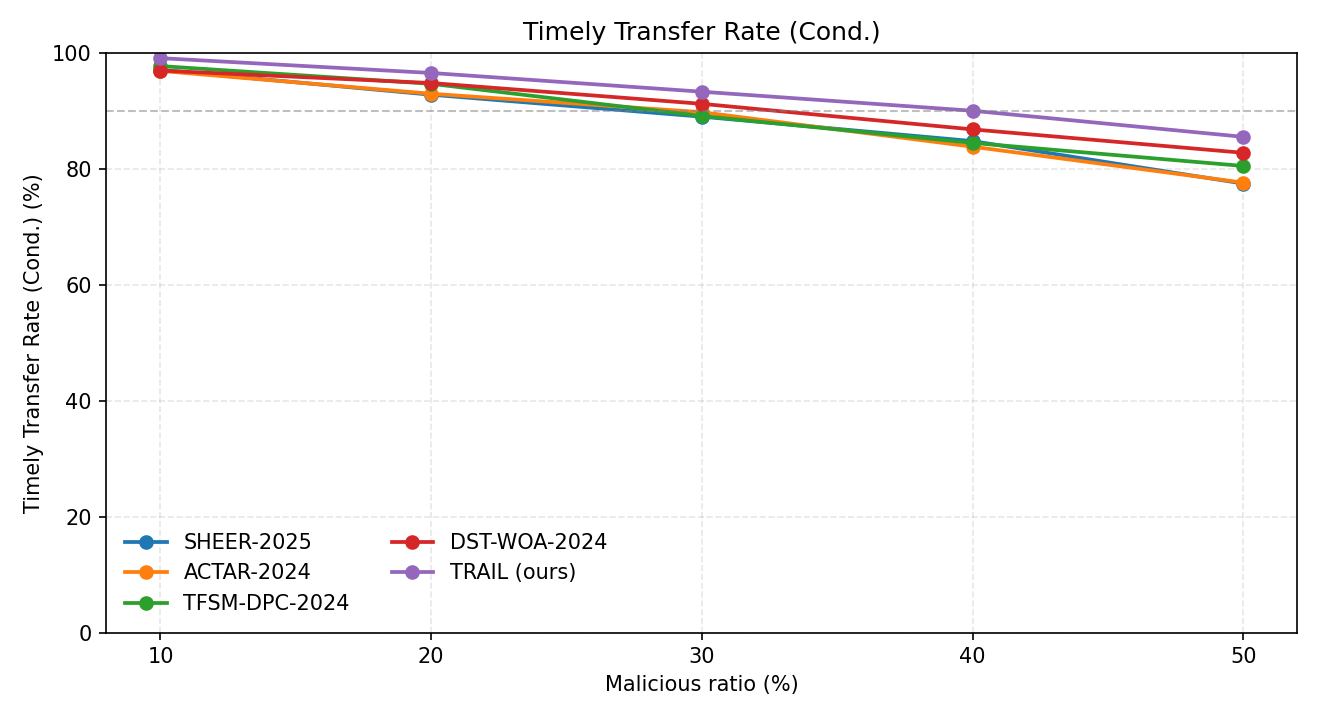 Timely Transfer Rate (Cond.)
Timely Transfer Rate (Cond.) (%)
100
80
60
40
20
0
SHEER-2025
ACTAR-2024
TFSM-DPC-2024
DST-WOA-2024
TRAIL (ours)
10 20 30 40 50
Malicious ratio (%)